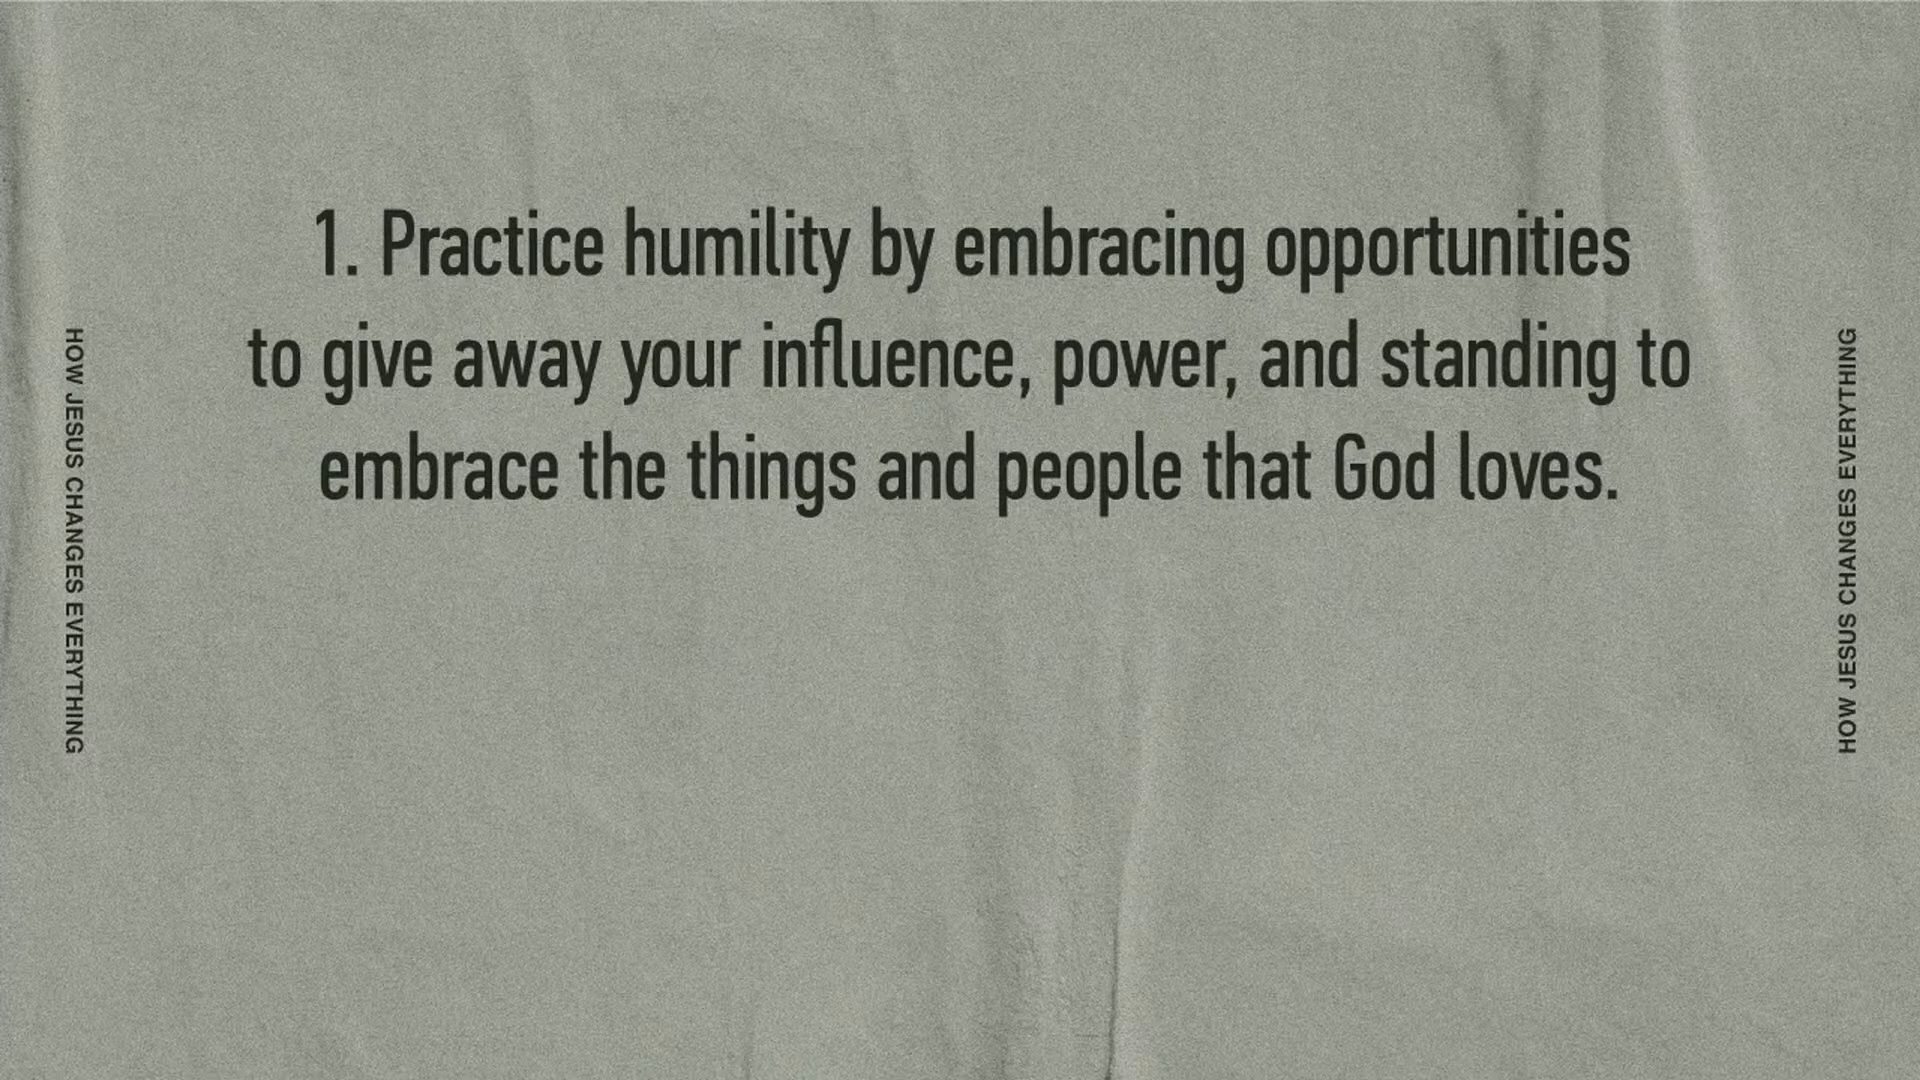 1. Practice humility by embracing opportunities
to give away your influence, power, and standing to
embrace the things and people that God loves.
HOW JESUS CHANGES EVERYTHING
HOW JESUS CHANGES EVERYTHING